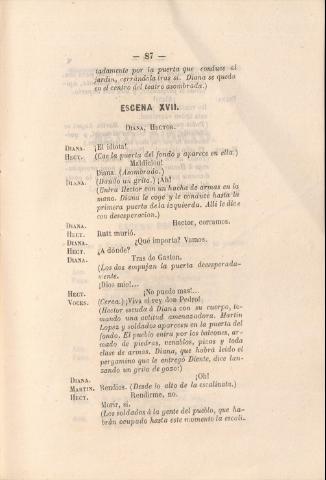 — 87 —
tadamente por la puerta que conduce al
jardin, cerrándola tras sí. Diana se queda
en el centro del teatro asombrada.)
ESCENA XVII.
DIANA, HECTOR.
DIANA. ¡El idiota!
HECT. (Cae la puerta del fondo y aparece en ella.)
Maldicion!
Diana (Asombrada.)
DIANA. (Dando un grito.) ¡Ah!
(Entra Hector con un hacha de armas en la
mano. Diana le coge y le conduce hasta la
primera puerta de la izquierda. Allí le dice
con desesperacion.)
DIANA. Hector, cerrada.
HECT. Rutt murió.
DIANA. ¿Qué importa? Vamos.
HECT. ¿A dónde?
DIANA. Tras de Gaston.
(Los dos empujan la puerta desesperada-
mente.
¡Dios mio!...
HECT. ¡No puedo mas!...
VOCES. (Cerca.) ¡Viva el rey don Pedro!
(Hector escuda á Diana con su cuerpo, to-
mando una actitud amenazadora. Martin
Lopez y soldados aparecen en la puerta del
fondo. El pueblo entra por los balcones, ar-
mado de piedras, venablos, picos y toda
clase de armas. Diana, que habrá leido el
pergamino que le entregó Diente, dice lan-
zando un grito de gozo:)
DIANA. ¡Oh!
MARTIN. Rendíos. (Desde lo alto de la escalinata.)
HECT. Rendirme, no.
Morir, sí.
(Los soldados á la gente del pueblo, que ha-
brán ocupado hasta este momento la escali-